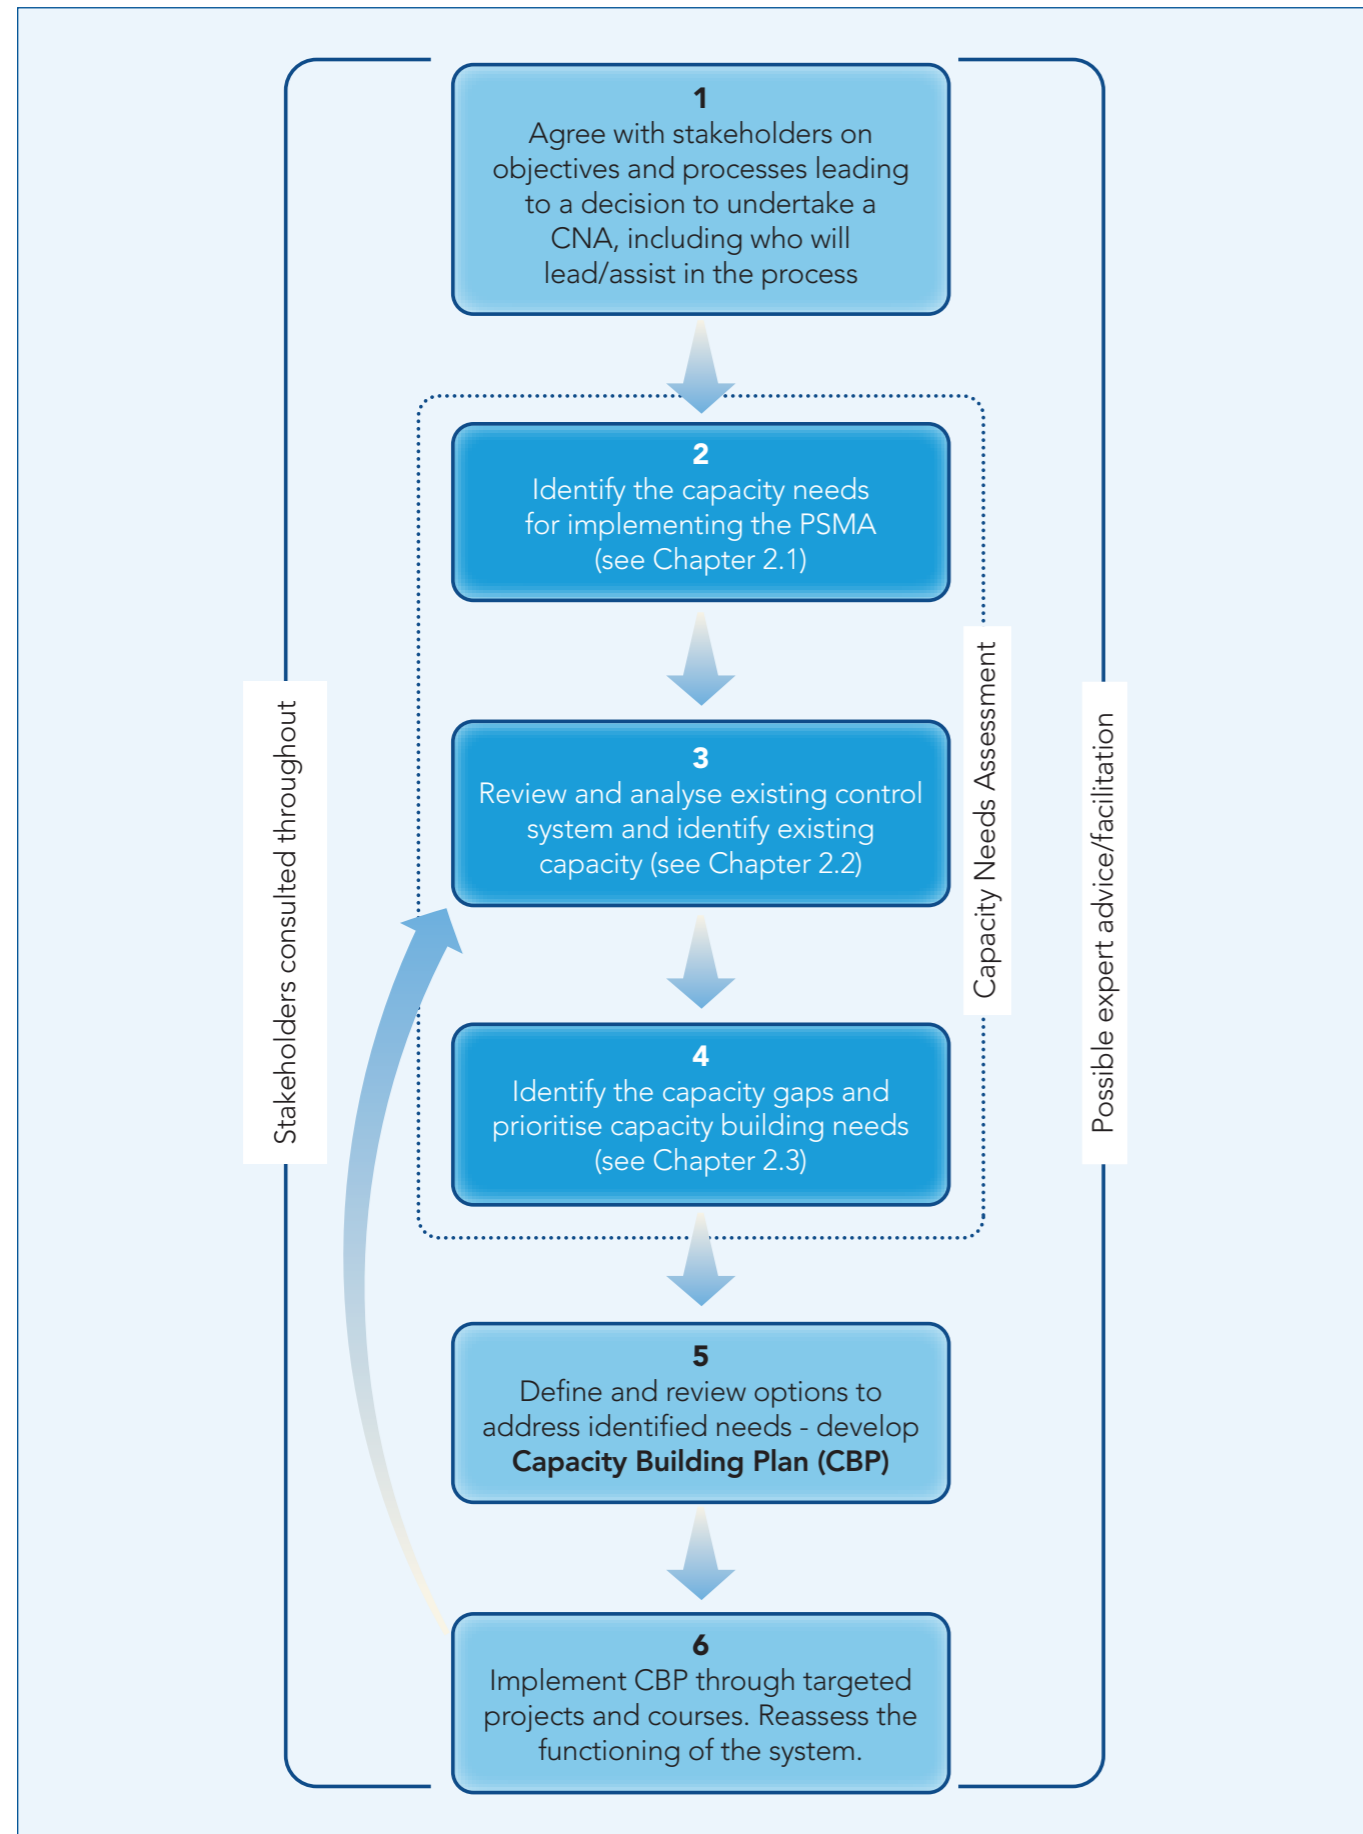 1
Agree with stakeholders on
objectives and processes leading
to a decision to undertake a
CNA, including who will
lead/assist in the process
2
Identify the capacity needs
for implementing the PSMA
(see Chapter 2.1)
3
Review and analyse existing control
system and identify existing
capacity (see Chapter 2.2)
4
Identify the capacity gaps and
prioritise capacity building needs
(see Chapter 2.3)
5
Define and review options to
address identified needs - develop
Capacity Building Plan (CBP)
6
Implement CBP through targeted
projects and courses. Reassess the
functioning of the system.
Stakeholders consulted throughout
Capacity Needs Assessment
Possible expert advice/facilitation